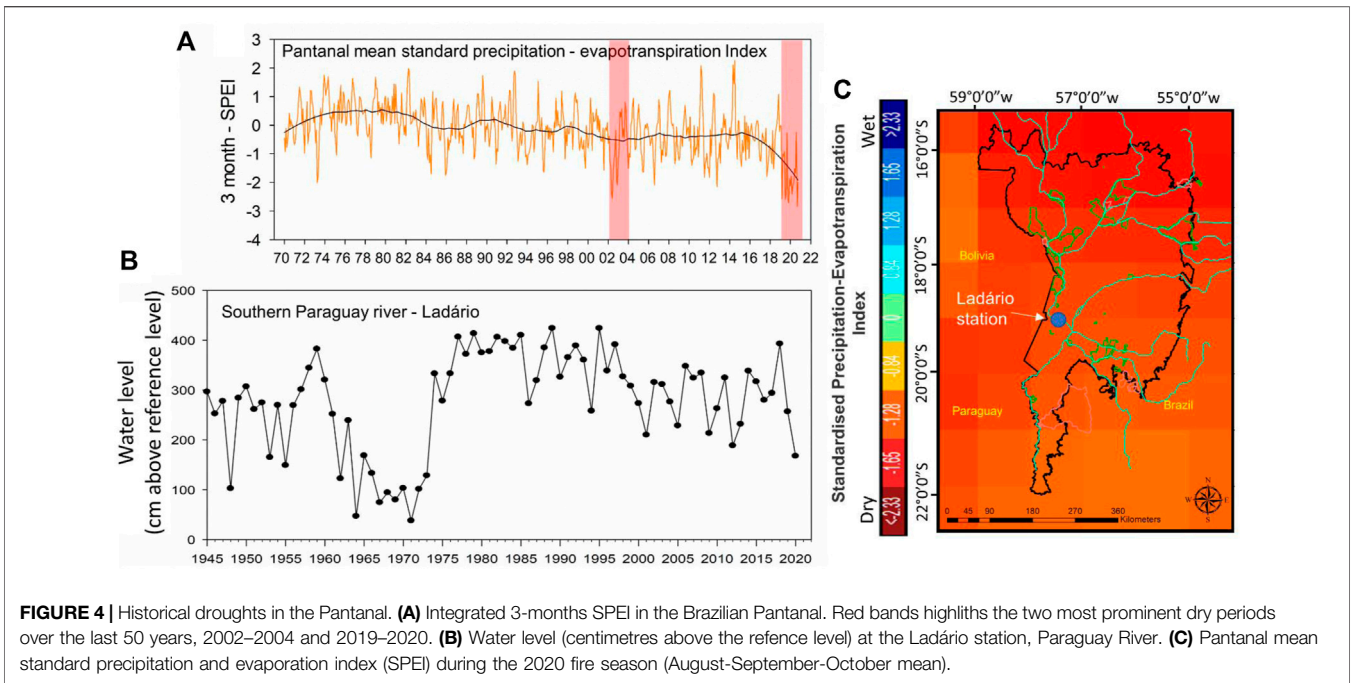 A
Pantanal mean standard precipitation - evapotranspiration Index
3 month - SPEI
3
2
1
0
-1
-2
-3
-4
70 72 74 76 78 80 82 84 86 88 90 92 94 96 98 00 02 04 06 08 10 12 14 16 18 20 22
B
Southern Paraguay river - Ladário
Water level
(cm above reference level)
500
400
300
200
100
0
1945 1950 1955 1960 1965 1970 1975 1980 1985 1990 1995 2000 2005 2010 2015 2020
C
Standardised Precipitation-Evapotranspiration
Index
Wet
Dry
>2.33
1.65
1.28
0.84
0
-0.84
-1.28
-1.65
<-2.33
59°0'0"W 57°0'0"W 55°0'0"W
16°0'0"S
18°0'0"S
20°0'0"S
22°0'0"S
Bolivia
Ladário
station
Paraguay
Brazil
N
W E
S
0 45 90 180 270 360
Kilometers
FIGURE 4 | Historical droughts in the Pantanal. (A) Integrated 3-months SPEI in the Brazilian Pantanal. Red bands highliths the two most prominent dry periods
over the last 50 years, 2002–2004 and 2019–2020. (B) Water level (centimetres above the refence level) at the Ladário station, Paraguay River. (C) Pantanal mean
standard precipitation and evaporation index (SPEI) during the 2020 fire season (August-September-October mean).